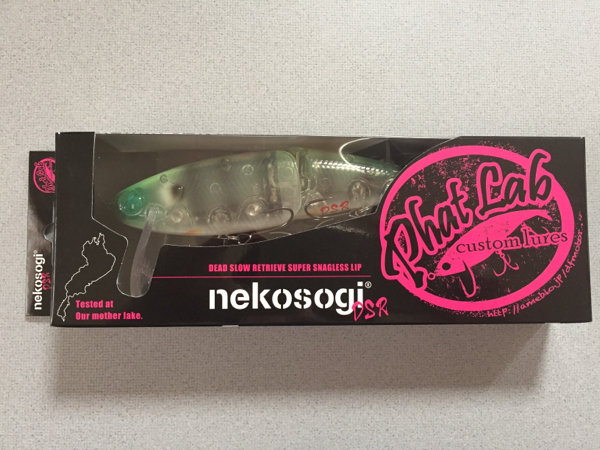 Phat Lab
custom lures
DEAD SLOW RETRIEVE SUPER SNAGLESS LIP
nekosogi®
DSR
Tested at
Our mother lake.
nekosogi®
DSR
DSR